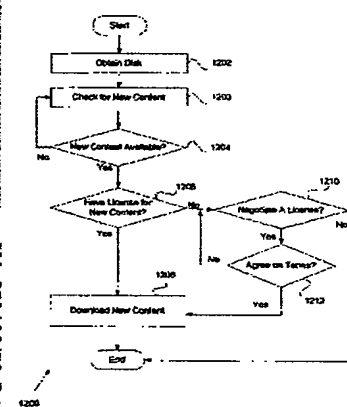 Start
Obtain Disk
1202
Check for New Content
1203
New Content Available?
1204
No
Yes
Have License for
New Content?
No
Negotiate A License?
1210
No
Yes
Yes
Agree on Terms?
1212
No
Yes
Download New Content
End
1200